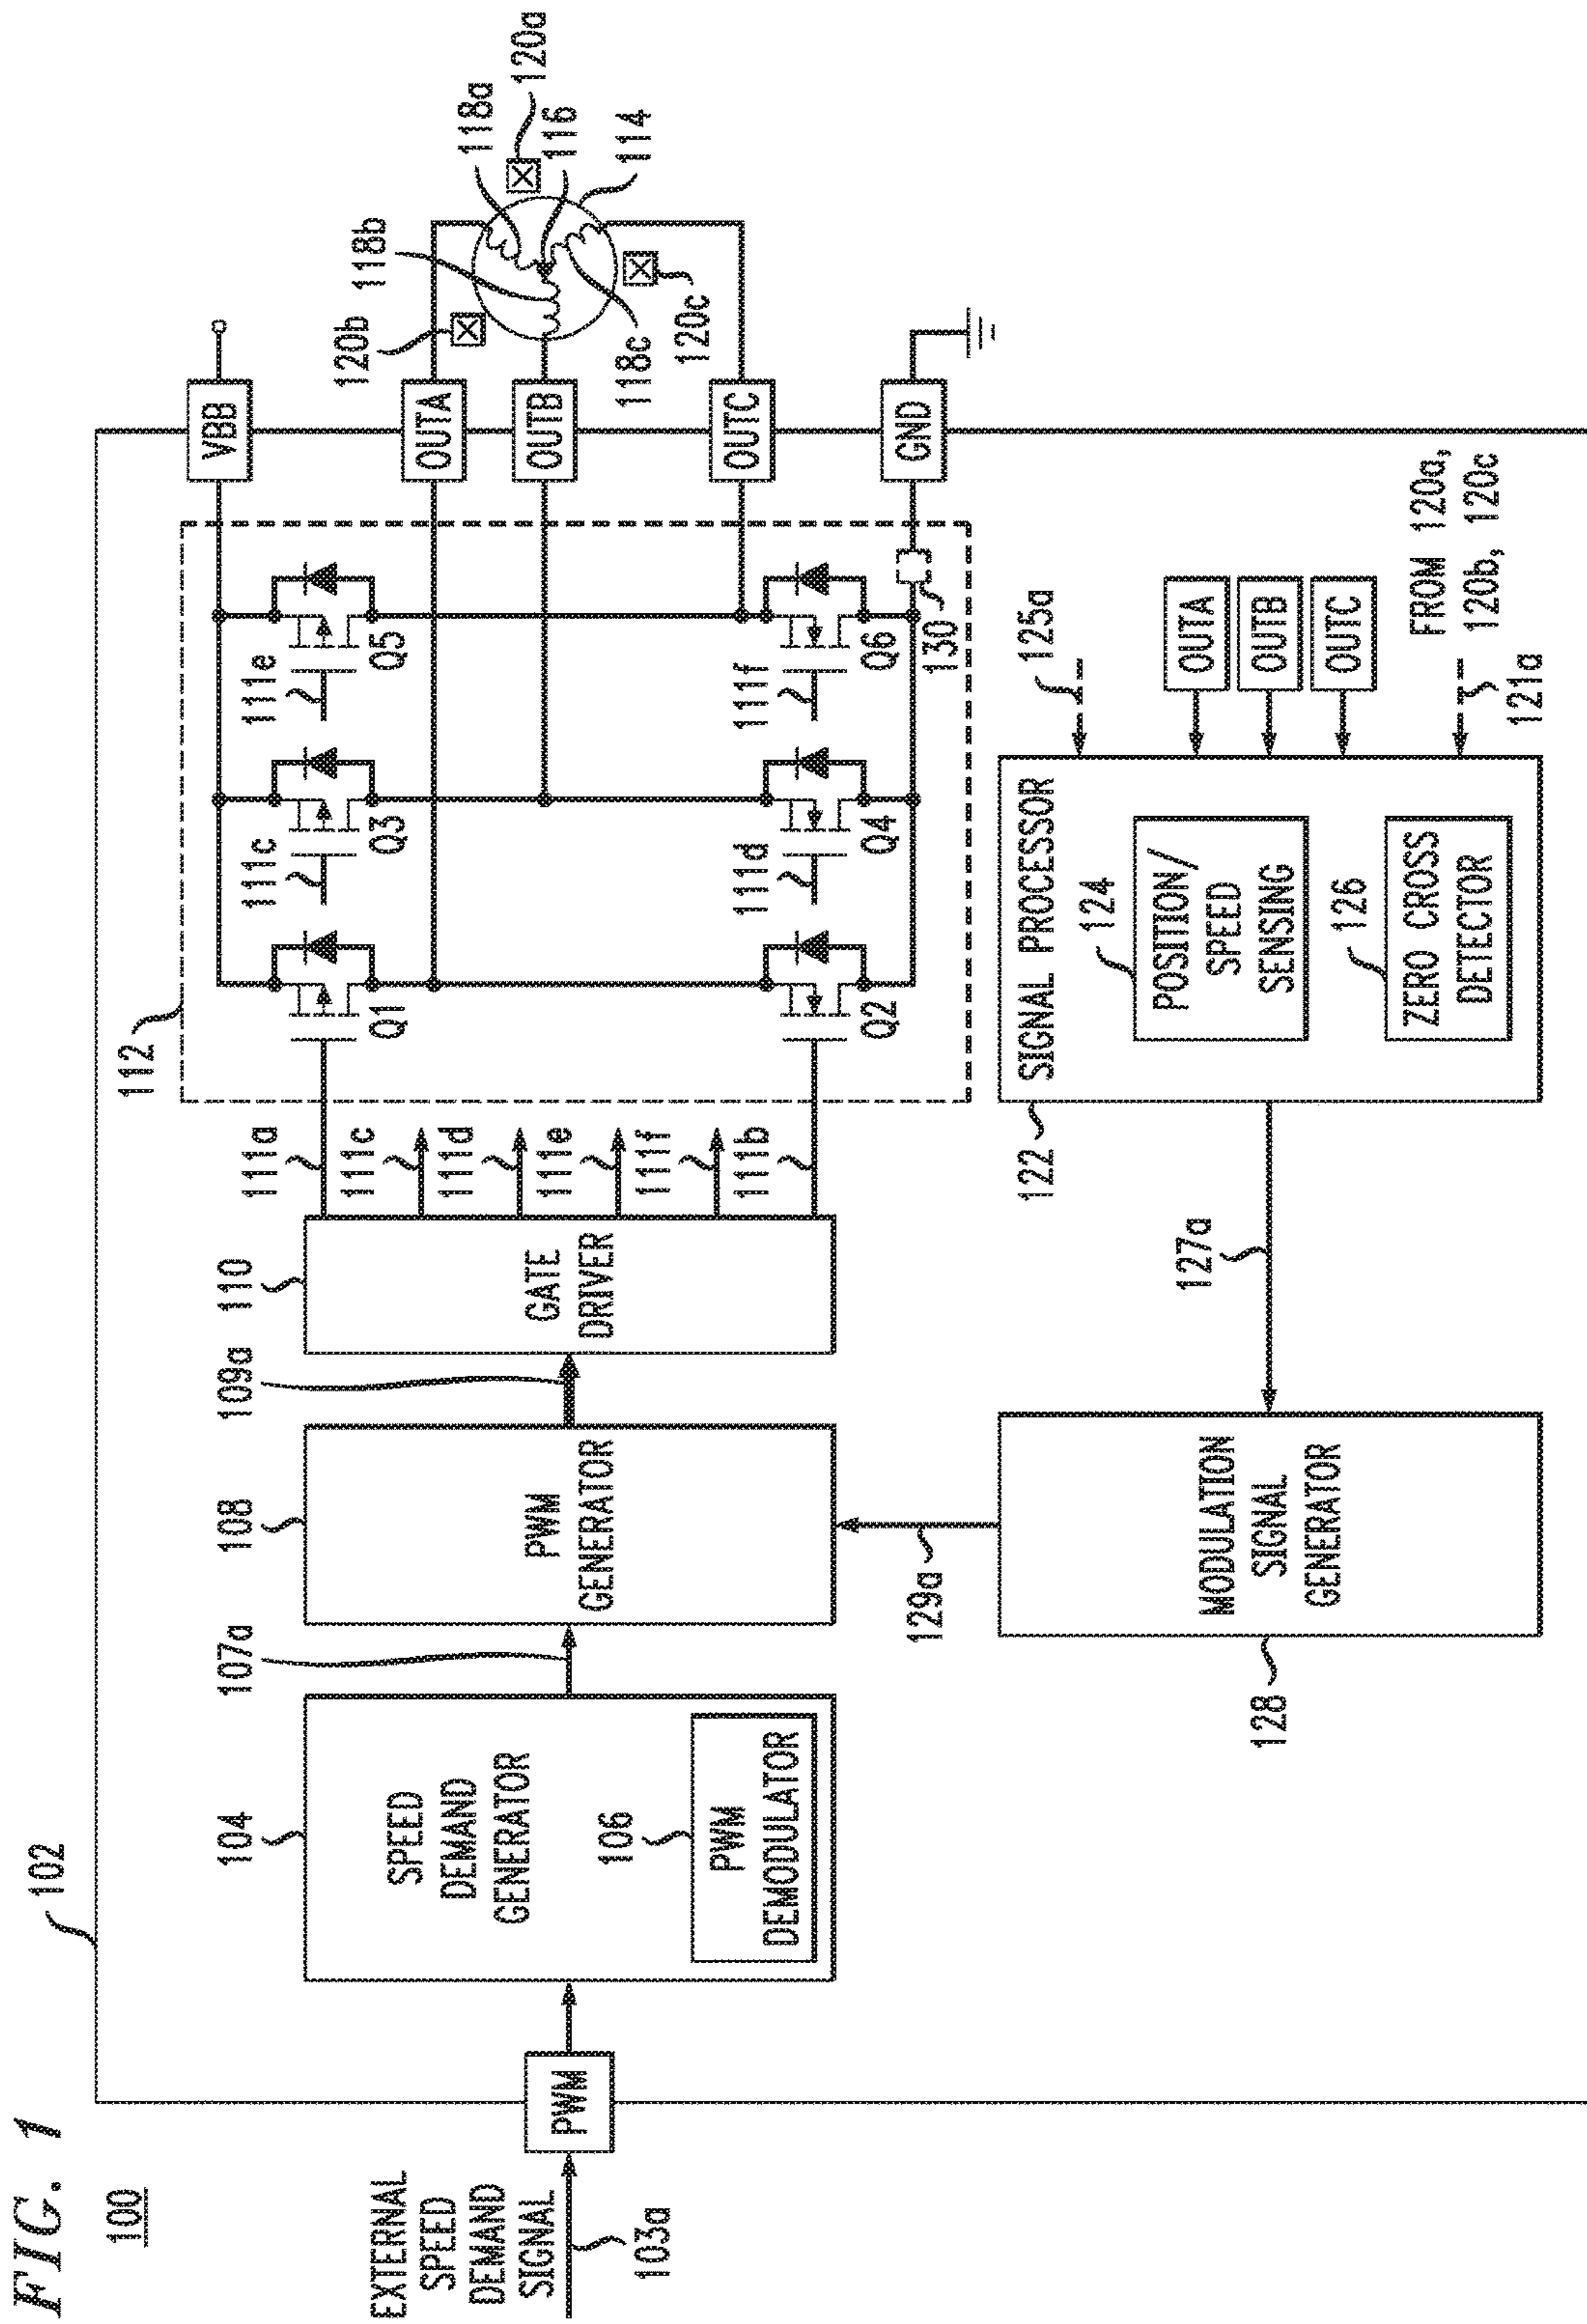 FIG. 1
100
102
EXTERNAL
SPEED
DEMAND
SIGNAL
103a
PWM
104
SPEED
DEMAND
GENERATOR
106
PWM
DEMODULATOR
107a
108
PWM
GENERATOR
109a
110
GATE
DRIVER
111a
111c
111d
111e
111f
111b
112
Q1
111c
Q3
111e
Q5
Q2
111d
Q4
111f
Q6
130
VBB
OUTA
OUTB
OUTC
GND
120b
118b
118a
120a
116
114
118c
120c
129a
128
MODULATION
SIGNAL
GENERATOR
127a
122
SIGNAL PROCESSOR
124
POSITION/
SPEED
SENSING
126
ZERO CROSS
DETECTOR
125a
OUTA
OUTB
OUTC
FROM 120a,
120b, 120c
121a